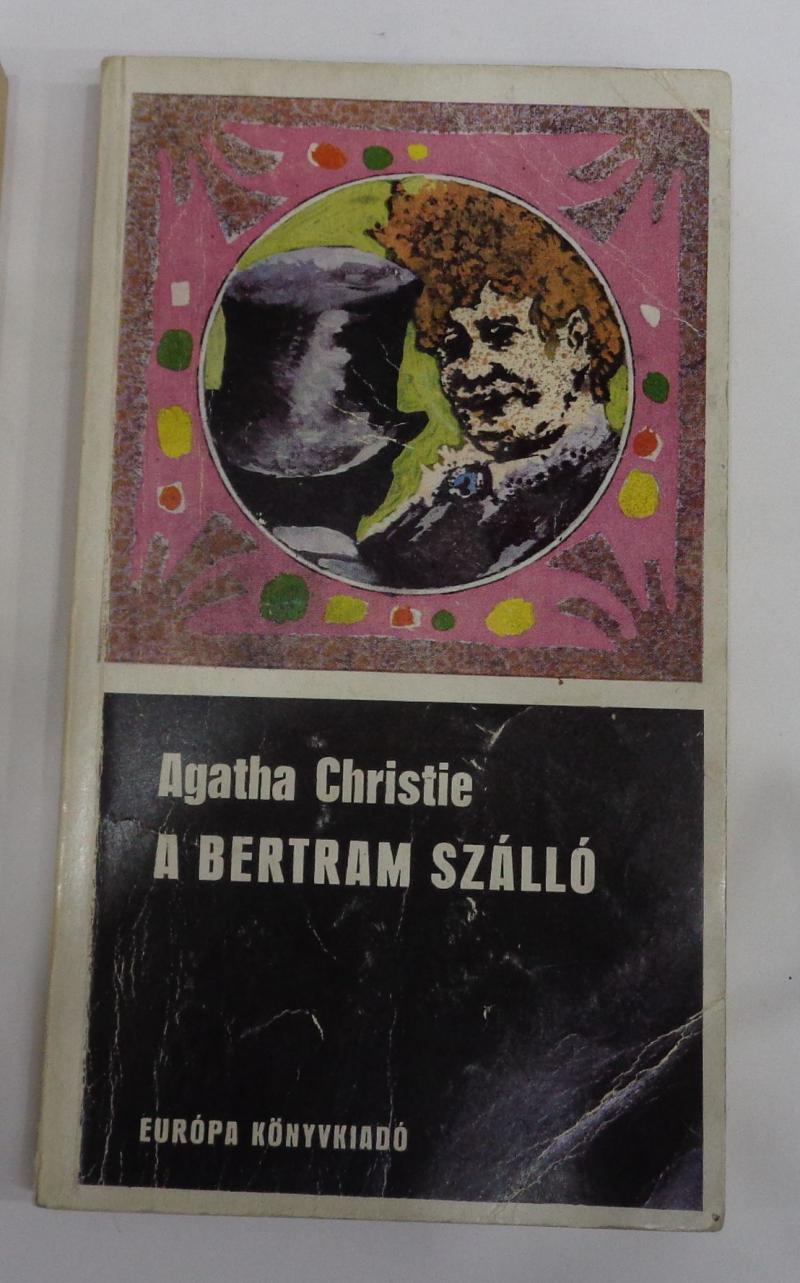 Agatha Christie
A BERTRAM SZÁLLÓ
EURÓPA KÖNYVKIADÓ